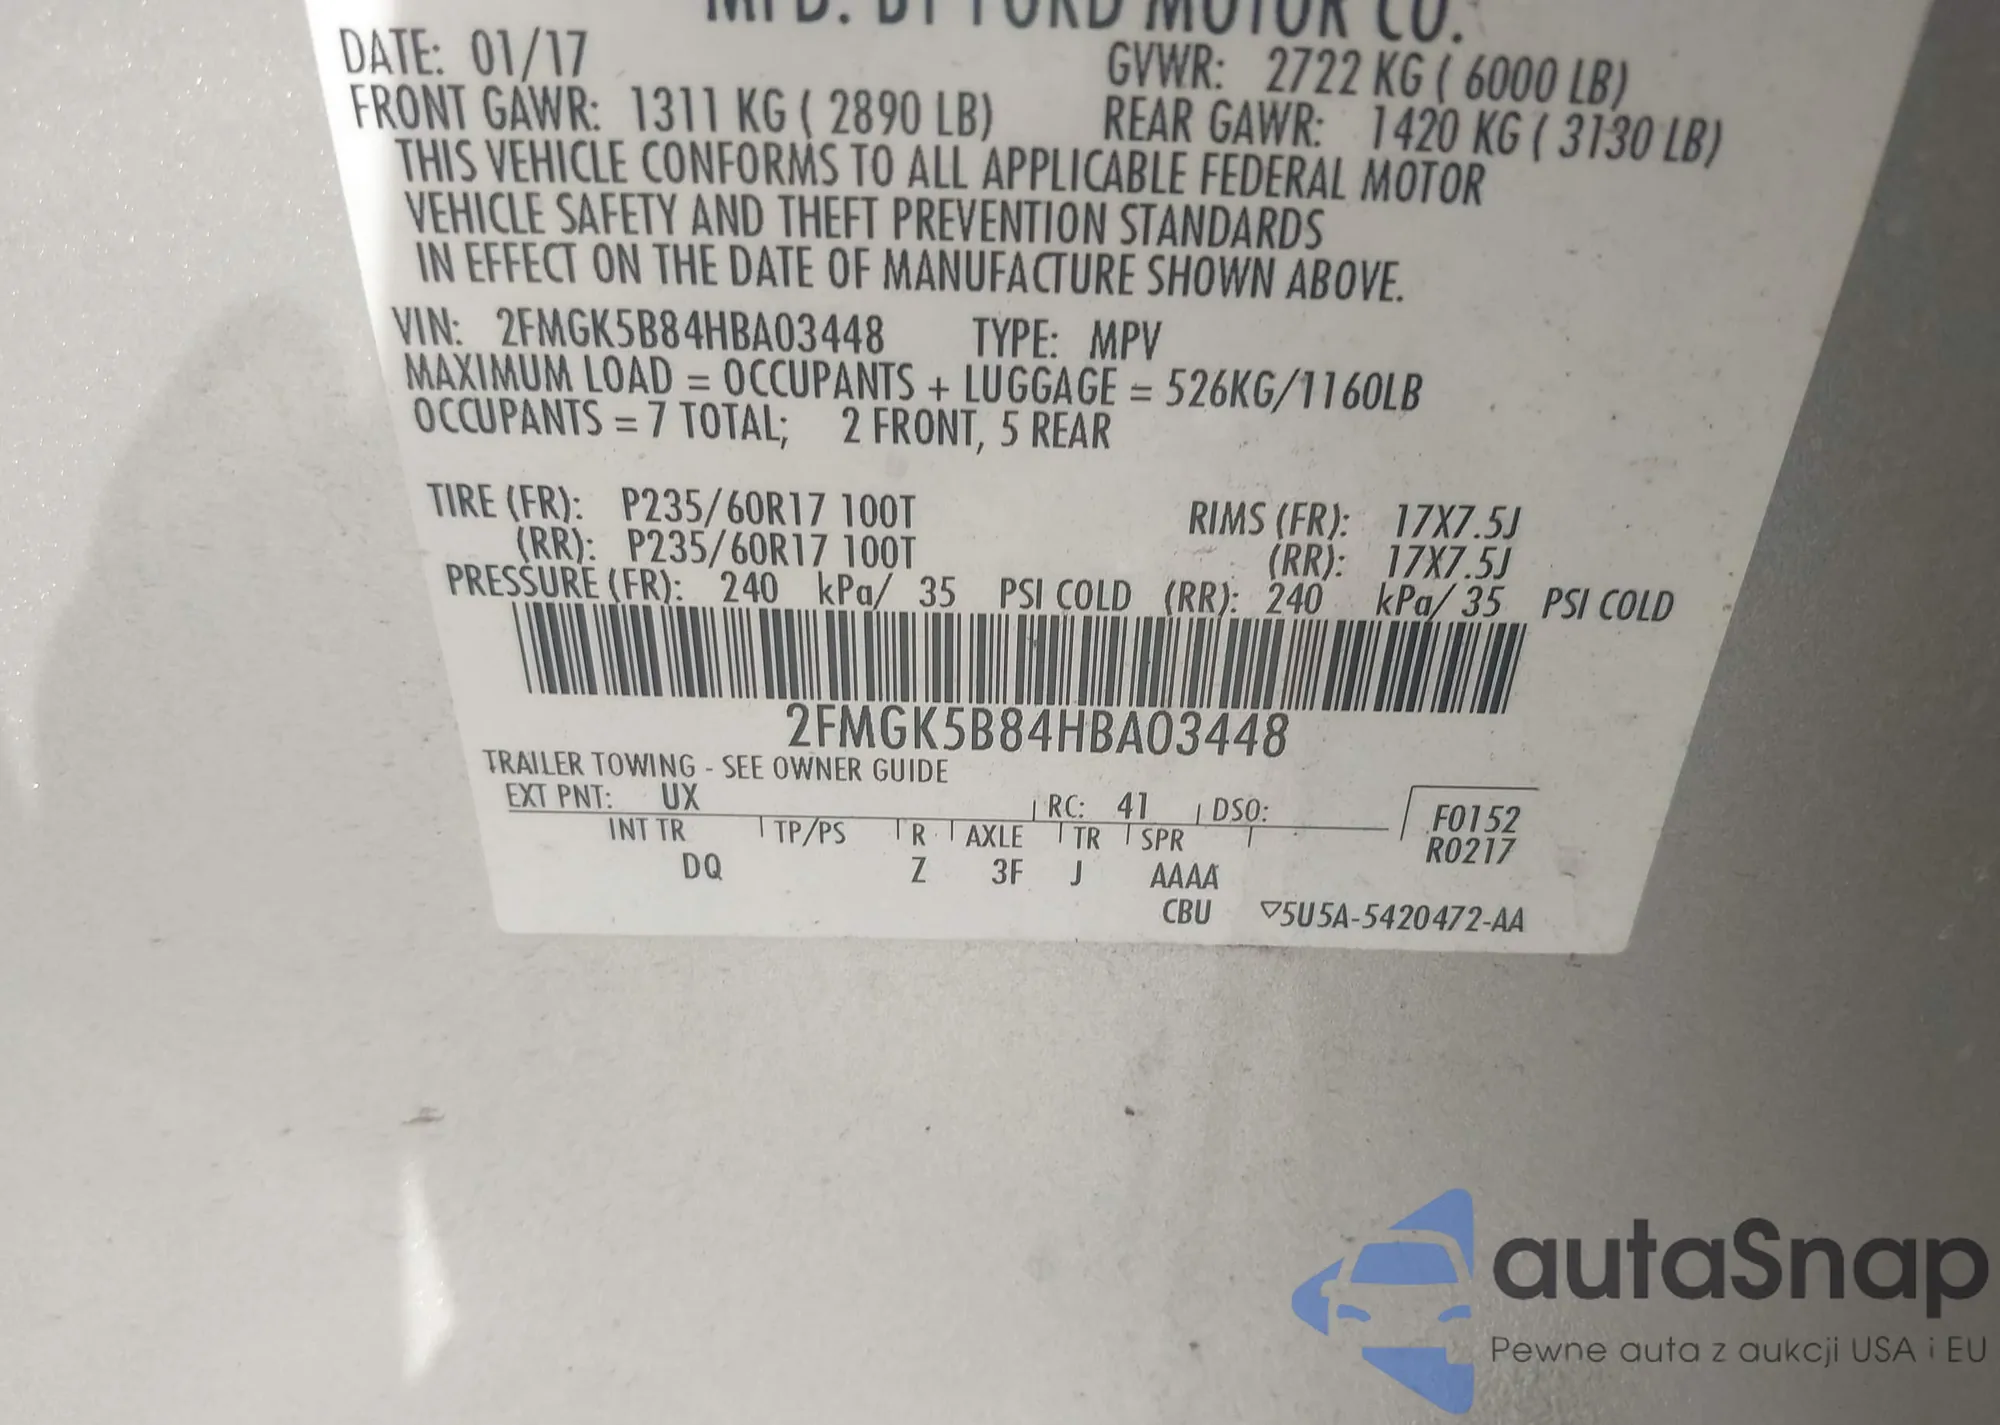 MFD. BY FORD MOTOR CO.
DATE: 01/17 GVWR: 2722 KG ( 6000 LB)
FRONT GAWR: 1311 KG ( 2890 LB) REAR GAWR: 1420 KG ( 3130 LB)
THIS VEHICLE CONFORMS TO ALL APPLICABLE FEDERAL MOTOR
VEHICLE SAFETY AND THEFT PREVENTION STANDARDS
IN EFFECT ON THE DATE OF MANUFACTURE SHOWN ABOVE.
VIN: 2FMGK5B84HBA03448 TYPE: MPV
MAXIMUM LOAD = OCCUPANTS + LUGGAGE = 526KG/1160LB
OCCUPANTS = 7 TOTAL; 2 FRONT, 5 REAR
TIRE (FR): P235/60R17 100T RIMS (FR): 17X7.5J
(RR): P235/60R17 100T (RR): 17X7.5J
PRESSURE (FR): 240 kPa/ 35 PSI COLD (RR): 240 kPa/ 35 PSI COLD
2FMGK5B84HBA03448
TRAILER TOWING - SEE OWNER GUIDE
EXT PNT: UX RC: 41 DSO: F0152
INT TR TP/PS R AXLE TR SPR R0217
DQ Z 3F J AAAA
CBU ▽5U5A-5420472-AA
autaSnap
Pewne auta z aukcji USA i EU